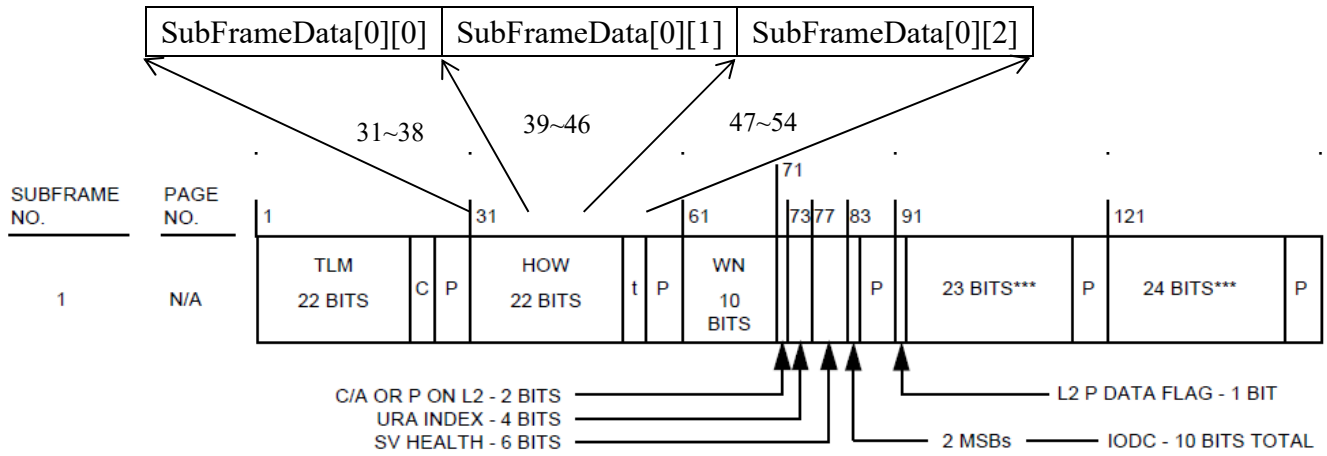 SubFrameData[0][0] SubFrameData[0][1] SubFrameData[0][2]
31~38 39~46 47~54
SUBFRAME NO. PAGE NO.
71
1 31 61 73 77 83 91 121
1 N/A
TLM 22 BITS C P HOW 22 BITS t P WN 10 BITS P 23 BITS*** P 24 BITS*** P
C/A OR P ON L2 - 2 BITS L2 P DATA FLAG - 1 BIT
URA INDEX - 4 BITS
SV HEALTH - 6 BITS 2 MSBs IODC - 10 BITS TOTAL